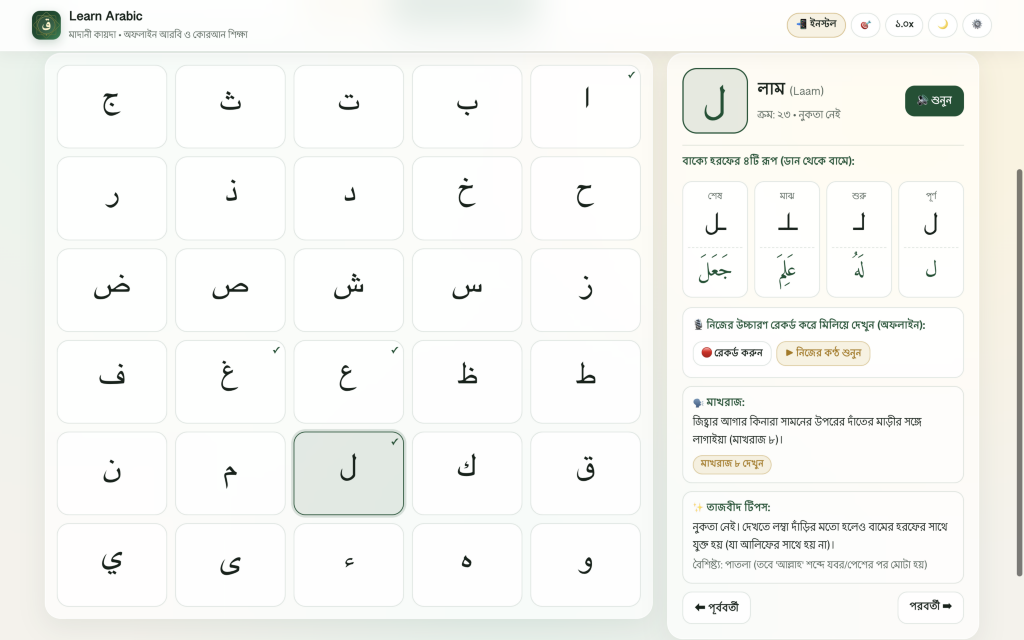 ق
Learn Arabic
মাদানী কায়দা • অফলাইন আরবি ও কোরআন শিক্ষা
ইনস্টল
১.০x
ا ب ت ث ج
ح خ د ذ ر
ز س ش ص ض
ط ظ ع غ ف
ق ك ل م ن
و ه ء ى ي
ل
লাম (Laam)
ক্রম: ২৩ • নুকতা নেই
শুনুন
বাক্যে হরফের ৪টি রূপ (ডান থেকে বামে):
পূর্ণ শুরু মাঝ শেষ
ل لـ ـلـ ـل
ل لَهُ عَلِمَ جَعَلَ
নিজের উচ্চারণ রেকর্ড করে মিলিয়ে দেখুন (অফলাইন):
রেকর্ড করুন
▶ নিজের কণ্ঠ শুনুন
মাখরাজ:
জিহ্বার আগার কিনারা সামনের উপরের দাঁতের মাড়ীর সঙ্গে
লাগাইয়া (মাখরাজ ৮)।
মাখরাজ ৮ দেখুন
তাজবীদ টিপস:
নুকতা নেই। দেখতে লম্বা দাঁড়ির মতো হলেও বামের হরফের সাথে
যুক্ত হয় (যা আলিফের সাথে হয় না)।
বৈশিষ্ট্য: পাতলা (তবে 'আল্লাহ' শব্দে যবর/পেশের পর মোটা হয়)
⬅ পূর্ববর্তী
পরবর্তী ➡